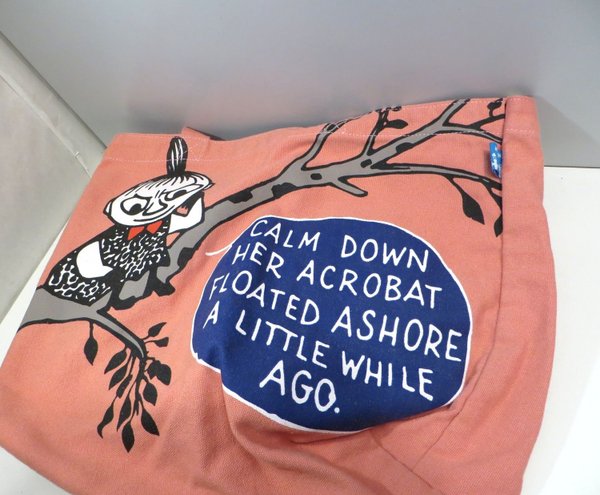 CALM DOWN
HER ACROBAT
FLOATED ASHORE
A LITTLE WHILE
AGO.